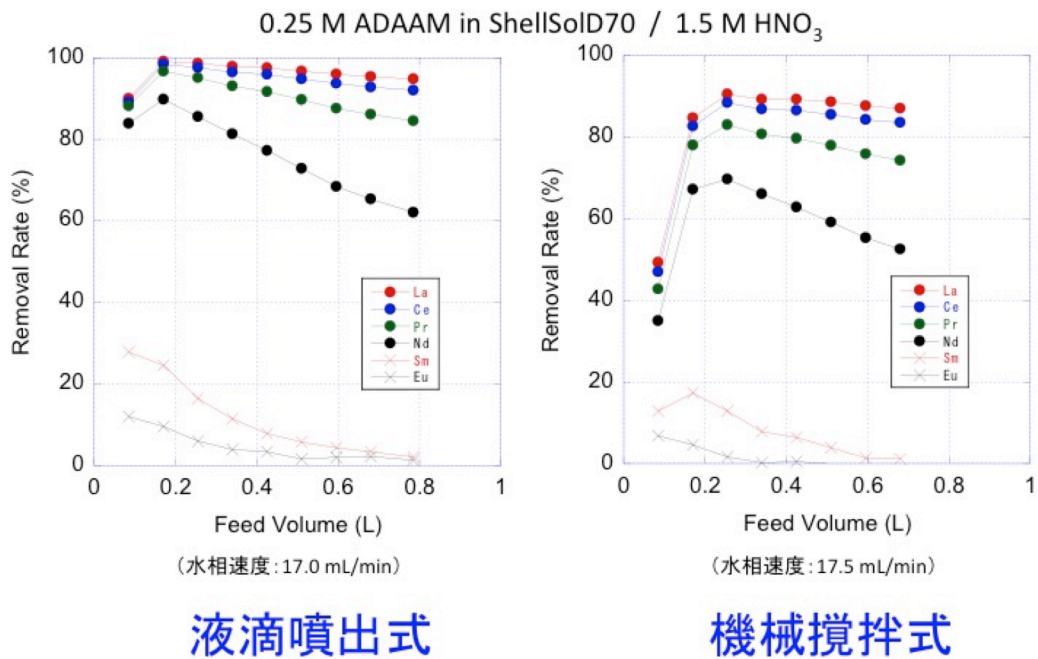 0.25 M ADAAM in ShellSolD70 / 1.5 M HNO₃
100
80
60
40
20
0
Removal Rate (%)
La
Ce
Pr
Nd
Sm
Eu
0 0.2 0.4 0.6 0.8 1
Feed Volume (L)
（水相速度：17.0 mL/min）
液滴噴出式
100
80
60
40
20
0
Removal Rate (%)
La
Ce
Pr
Nd
Sm
Eu
0 0.2 0.4 0.6 0.8 1
Feed Volume (L)
（水相速度：17.5 mL/min）
機械撹拌式